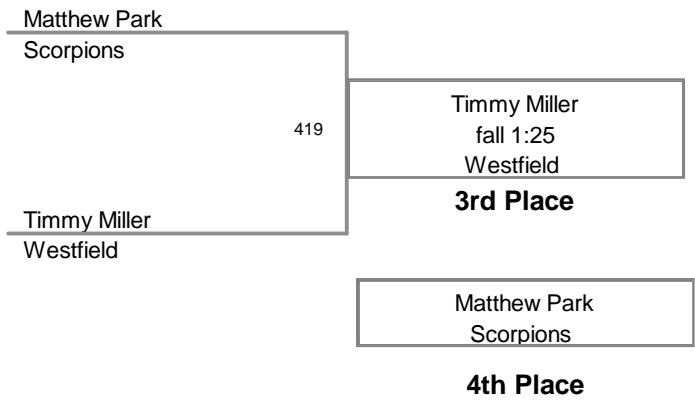 Matthew Park
Scorpions
419
Timmy Miller
fall 1:25
Westfield
3rd Place
Timmy Miller
Westfield
Matthew Park
Scorpions
4th Place